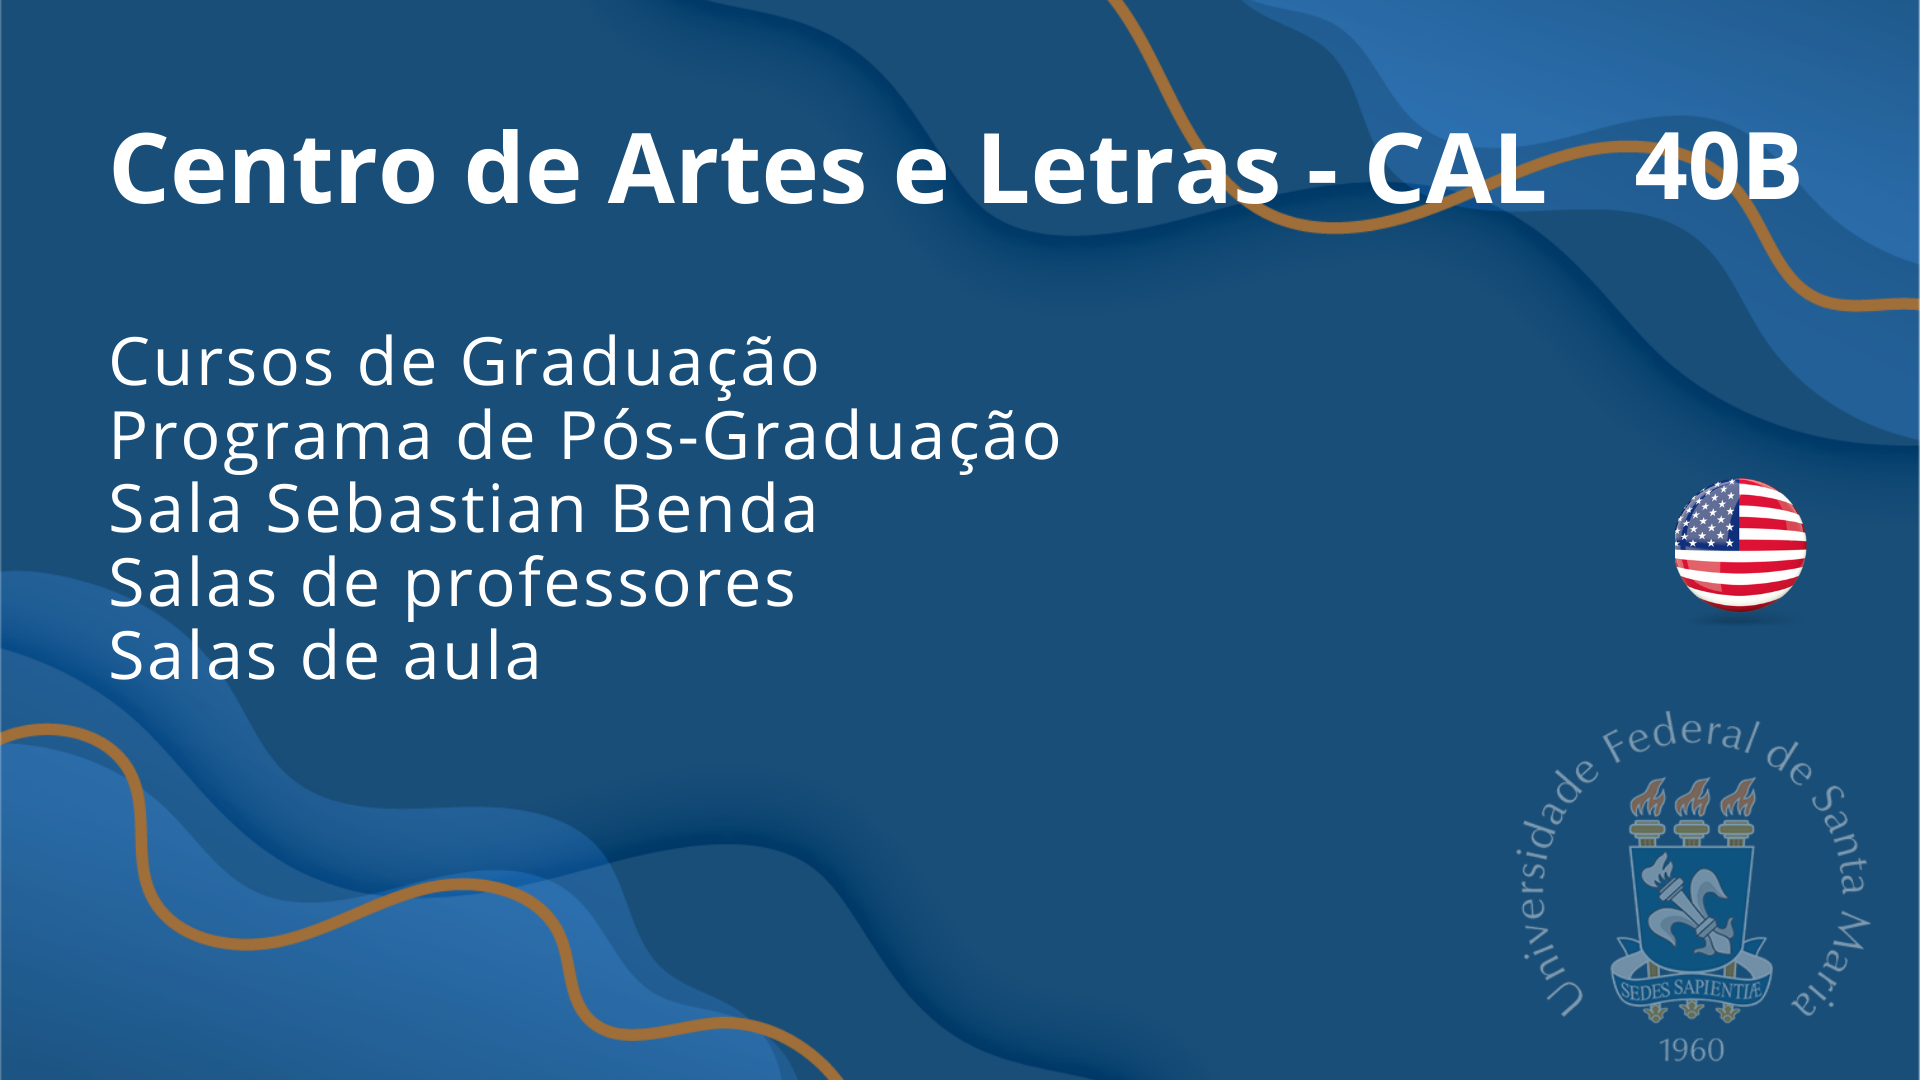 Centro de Artes e Letras - CAL 40B
Cursos de Graduação
Programa de Pós-Graduação
Sala Sebastian Benda
Salas de professores
Salas de aula
Universidade Federal de Santa Maria
SEDES SAPIENTIÆ
1960